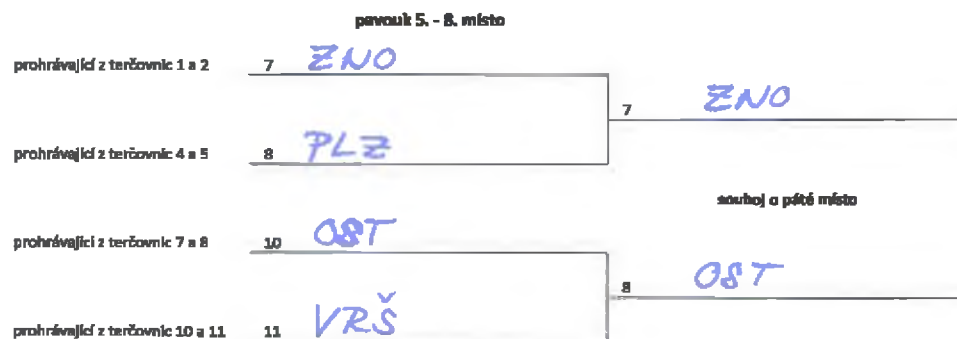 pavouk 5. - 8. místo
prohrávající z terčovnic 1 a 2 7 ZNO
7 ZNO
prohrávající z terčovnic 4 a 5 8 PLZ
souboj o páté místo
prohrávající z terčovnic 7 a 8 10 OST
8 OST
prohrávající z terčovnic 10 a 11 11 VRŠ